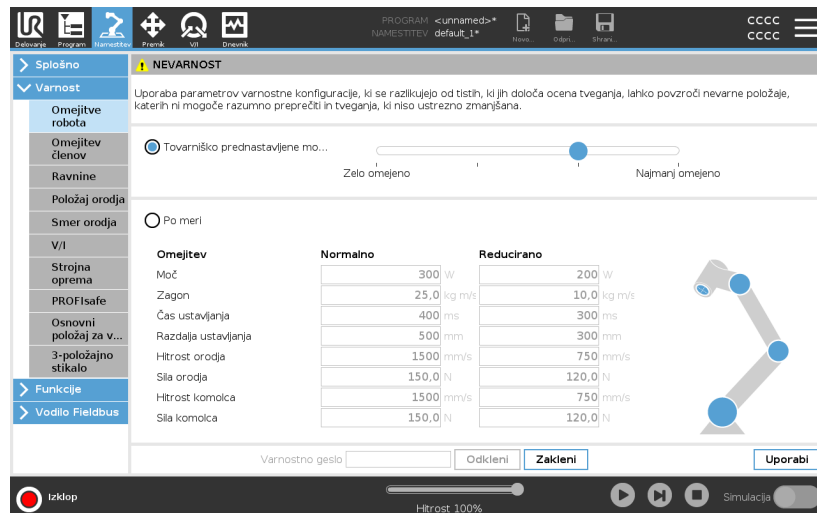 PROGRAM <unnamed>*
NAMESTITEV default_1*
CCCC
CCCC
Delovanje Program Namestitev Premik V/I Dnevnik Novo... Odpri... Shrani...
Splošno
Varnost
Omejitve robota
Omejitev členov
Ravnine
Položaj orodja
Smer orodja
V/I
Strojna oprema
PROFIsafe
Osnovni položaj za v...
3-položajno stikalo
Funkcije
Vodilo Fieldbus
NEVARNOST
Uporaba parametrov varnostne konfiguracije, ki se razlikujejo od tistih, ki jih določa ocena tveganja, lahko povzroči nevarne položaje,
katerih ni mogoče razumno preprečiti in tveganja, ki niso ustrezno zmanjšana.
Tovarniško prednastavljene mo...
Zelo omejeno Najmanj omejeno
Po meri
Omejitev Normalno Reducirano
Moč 300 W 200 W
Zagon 25,0 kg m/s 10,0 kg m/s
Čas ustavljanja 400 ms 300 ms
Razdalja ustavljanja 500 mm 300 mm
Hitrost orodja 1500 mm/s 750 mm/s
Sila orodja 150,0 N 120,0 N
Hitrost komolca 1500 mm/s 750 mm/s
Sila komolca 150,0 N 120,0 N
Varnostno geslo Odkleni Zakleni Uporabi
Izklop
Hitrost 100%
Simulacija